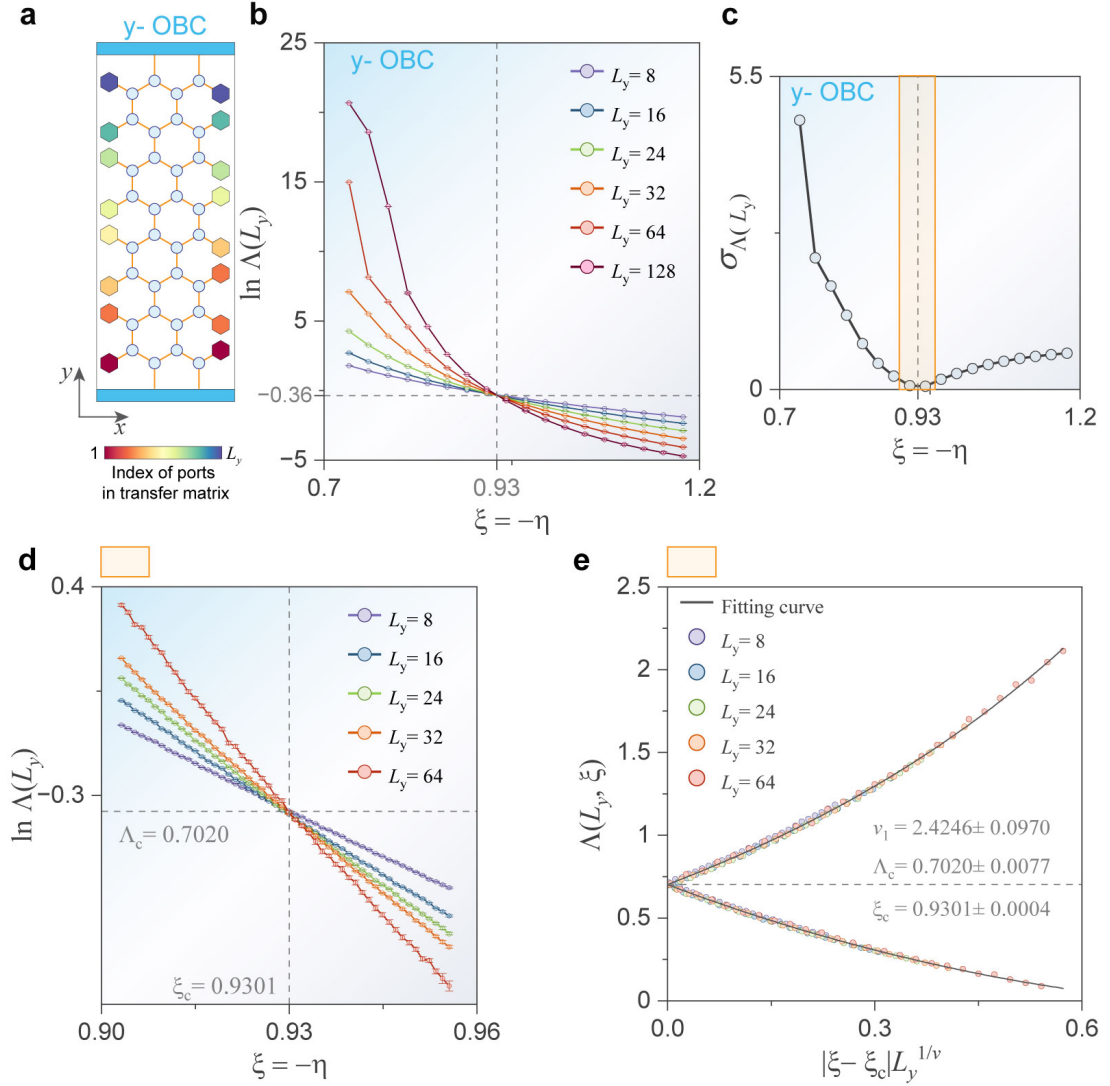 a
y- OBC
y
x
1
L_y
Index of ports
in transfer matrix
b
y- OBC
25
15
5
−0.36
−5
ln Λ(L_y)
L_y= 8
L_y= 16
L_y= 24
L_y= 32
L_y= 64
L_y= 128
0.7
0.93
1.2
ξ = −η
c
y- OBC
5.5
0
σ_Λ(L_y)
0.7
0.93
1.2
ξ = −η
d
0.4
−0.3
ln Λ(L_y)
L_y= 8
L_y= 16
L_y= 24
L_y= 32
L_y= 64
Λ_c= 0.7020
ξ_c= 0.9301
0.90
0.93
0.96
ξ = −η
e
2.5
2
1.5
1
0.5
0
Λ(L_y, ξ)
Fitting curve
L_y= 8
L_y= 16
L_y= 24
L_y= 32
L_y= 64
ν_1 = 2.4246± 0.0970
Λ_c= 0.7020± 0.0077
ξ_c= 0.9301± 0.0004
0.0
0.3
0.6
|ξ− ξ_c|L_y^{1/ν}